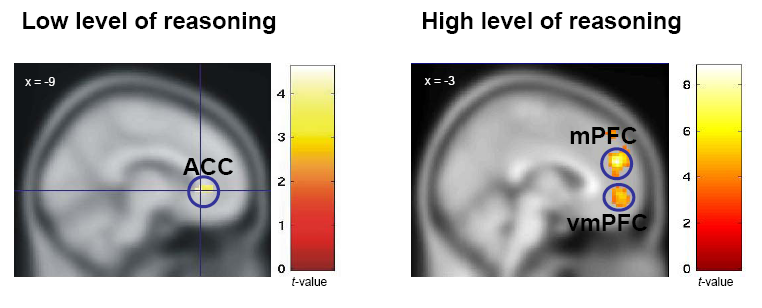 Low level of reasoning
High level of reasoning
x = -9
ACC
4
3
2
1
0
t-value
x = -3
mPFC
vmPFC
8
6
4
2
0
t-value